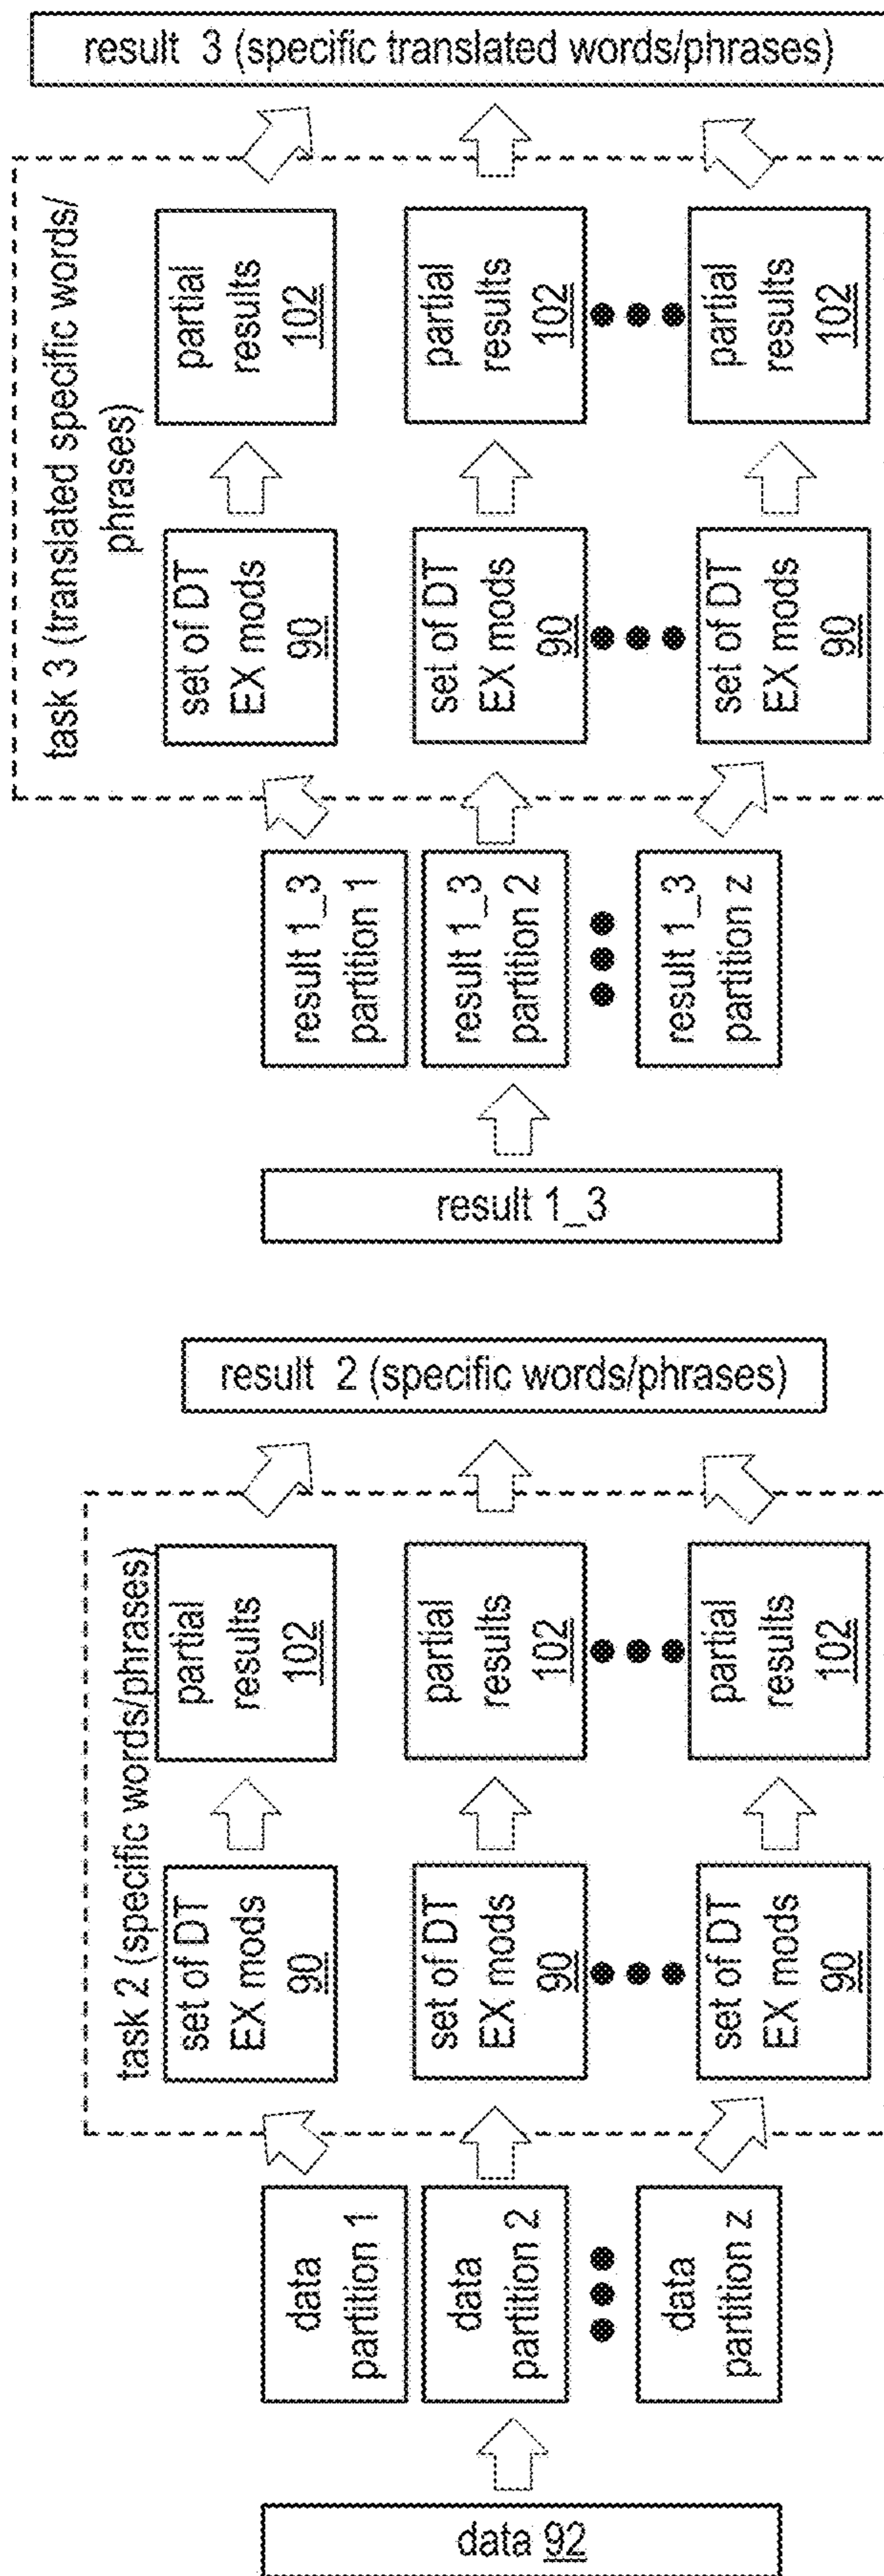 task 2 (specific words/phrases)
data 92
data
partition 1
data
partition 2
data
partition z
set of DT
EX mods
90
partial
results
102
set of DT
EX mods
90
partial
results
102
set of DT
EX mods
90
partial
results
102
result 2 (specific words/phrases)
task 3 (translated specific words/
phrases)
result 1_3
result 1_3
partition 1
result 1_3
partition 2
result 1_3
partition z
set of DT
EX mods
90
partial
results
102
set of DT
EX mods
90
partial
results
102
set of DT
EX mods
90
partial
results
102
result 3 (specific translated words/phrases)